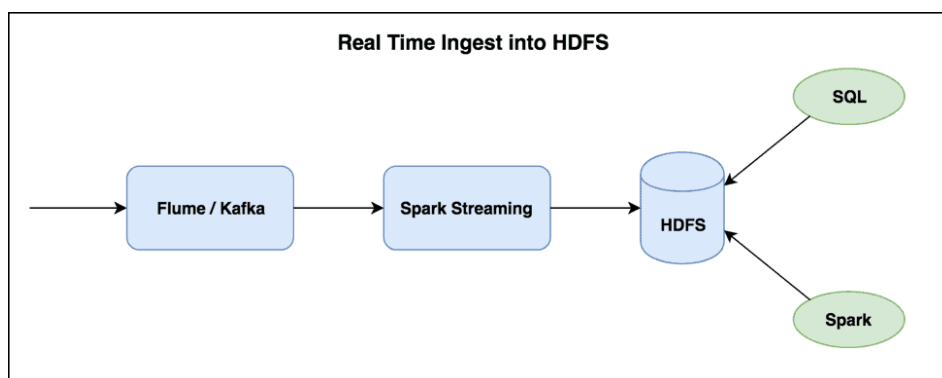 Real Time Ingest into HDFS
SQL
Flume / Kafka
Spark Streaming
HDFS
Spark